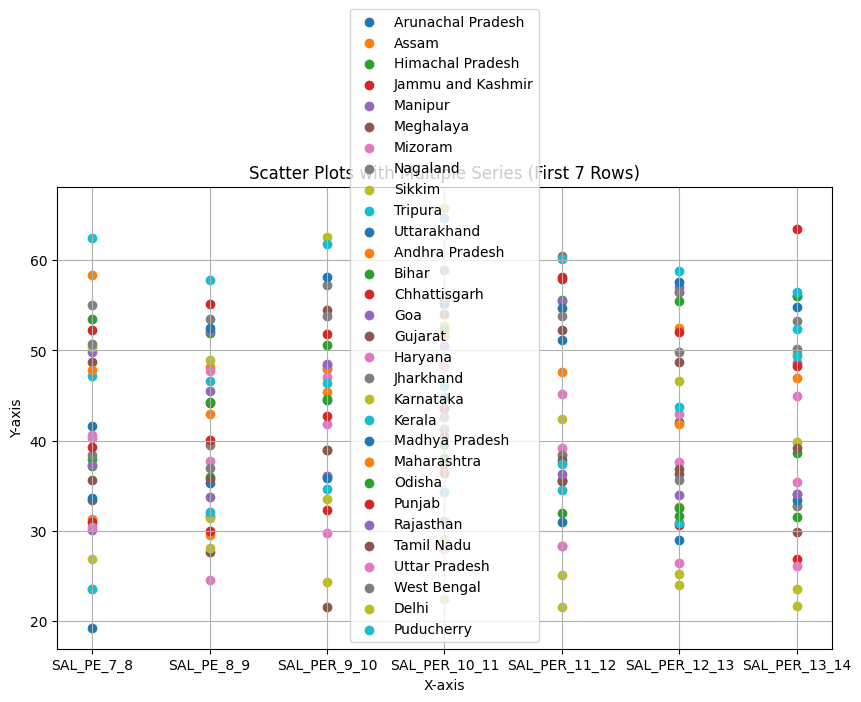 Arunachal Pradesh
Assam
Himachal Pradesh
Jammu and Kashmir
Manipur
Meghalaya
Mizoram
Nagaland
Sikkim
Tripura
Uttarakhand
Andhra Pradesh
Bihar
Chhattisgarh
Goa
Gujarat
Haryana
Jharkhand
Karnataka
Kerala
Madhya Pradesh
Maharashtra
Odisha
Punjab
Rajasthan
Tamil Nadu
Uttar Pradesh
West Bengal
Delhi
Puducherry
Scatter Plots with Multiple Series (First 7 Rows)
Y-axis
60
50
40
30
20
SAL_PE_7_8 SAL_PE_8_9 SAL_PER_9_10 SAL_PER_10_11 SAL_PER_11_12 SAL_PER_12_13 SAL_PER_13_14
X-axis